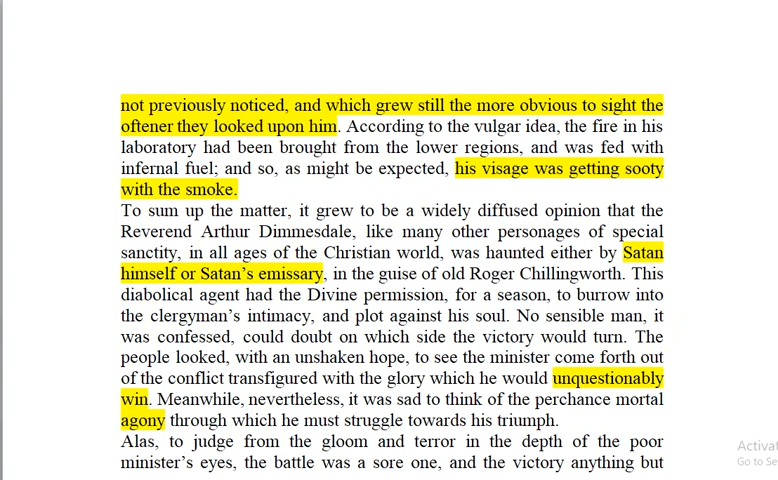 not previously noticed, and which grew still the more obvious to sight the
oftener they looked upon him. According to the vulgar idea, the fire in his
laboratory had been brought from the lower regions, and was fed with
infernal fuel; and so, as might be expected, his visage was getting sooty
with the smoke.
To sum up the matter, it grew to be a widely diffused opinion that the
Reverend Arthur Dimmesdale, like many other personages of special
sanctity, in all ages of the Christian world, was haunted either by Satan
himself or Satan's emissary, in the guise of old Roger Chillingworth. This
diabolical agent had the Divine permission, for a season, to burrow into
the clergyman's intimacy, and plot against his soul. No sensible man, it
was confessed, could doubt on which side the victory would turn. The
people looked, with an unshaken hope, to see the minister come forth out
of the conflict transfigured with the glory which he would unquestionably
win. Meanwhile, nevertheless, it was sad to think of the perchance mortal
agony through which he must struggle towards his triumph.
Alas, to judge from the gloom and terror in the depth of the poor
minister's eyes, the battle was a sore one, and the victory anything but
Activat
Go to Se